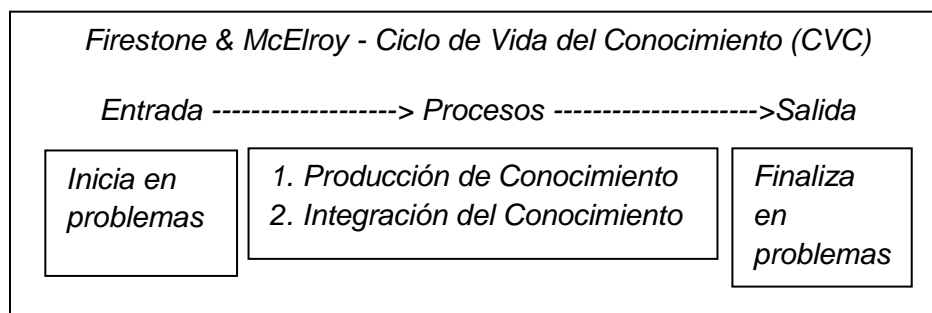 Firestone & McElroy - Ciclo de Vida del Conocimiento (CVC)
Entrada ------------------> Procesos -------------------->Salida
Inicia en
problemas
1. Producción de Conocimiento
2. Integración del Conocimiento
Finaliza
en
problemas